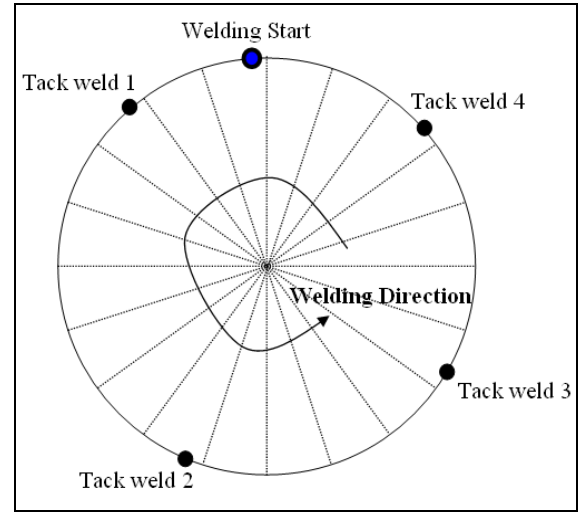 Welding Start
Tack weld 1
Tack weld 4
Welding Direction
Tack weld 3
Tack weld 2